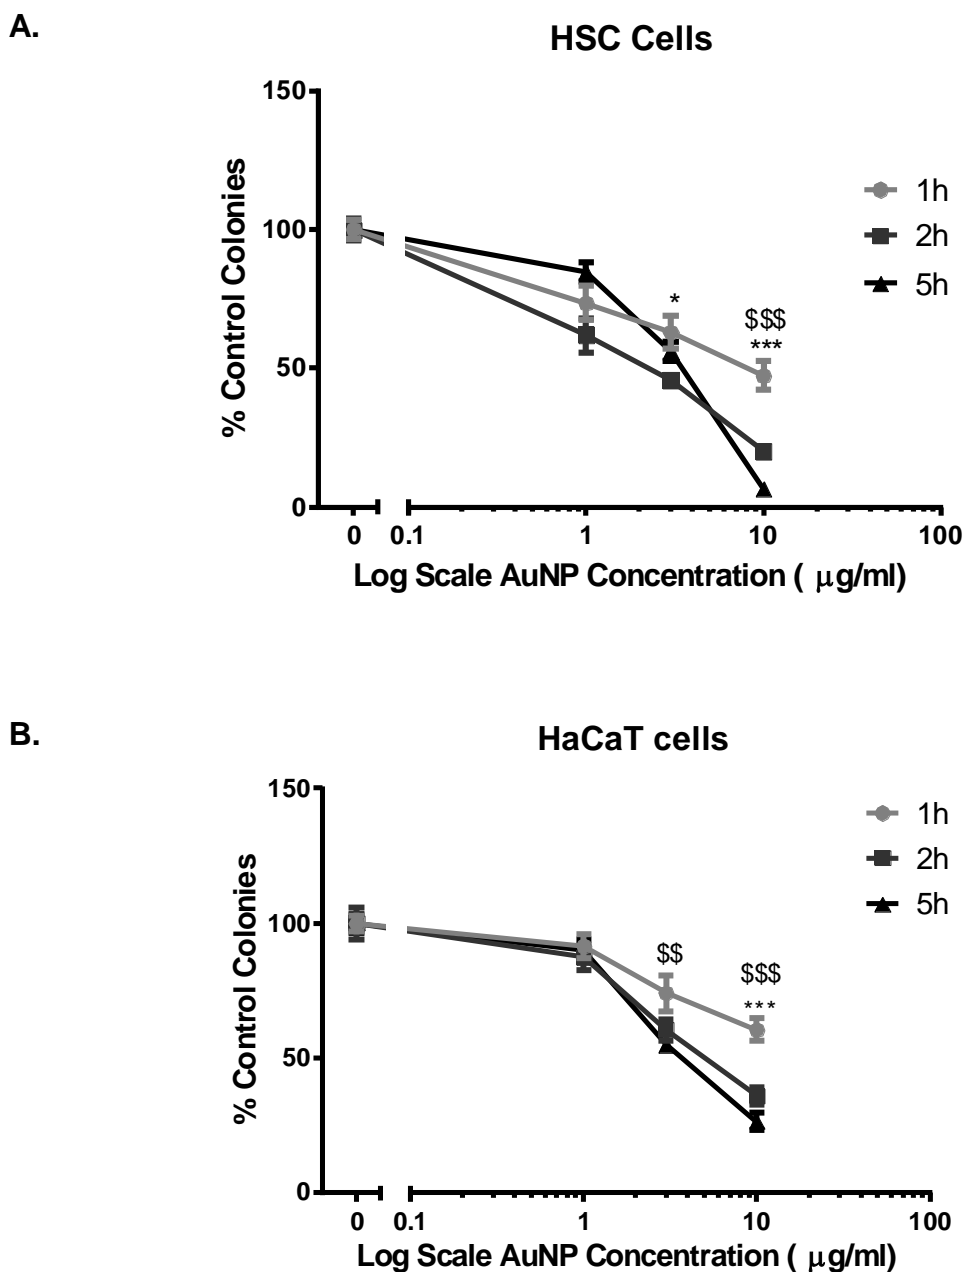 A.
HSC Cells
150
100
50
0
% Control Colonies
1h
2h
5h
*
$$$
***
0 0.1 1 10 100
Log Scale AuNP Concentration ( μg/ml)
B.
HaCaT cells
150
100
50
0
% Control Colonies
1h
2h
5h
$$
$$$
***
0 0.1 1 10 100
Log Scale AuNP Concentration ( μg/ml)